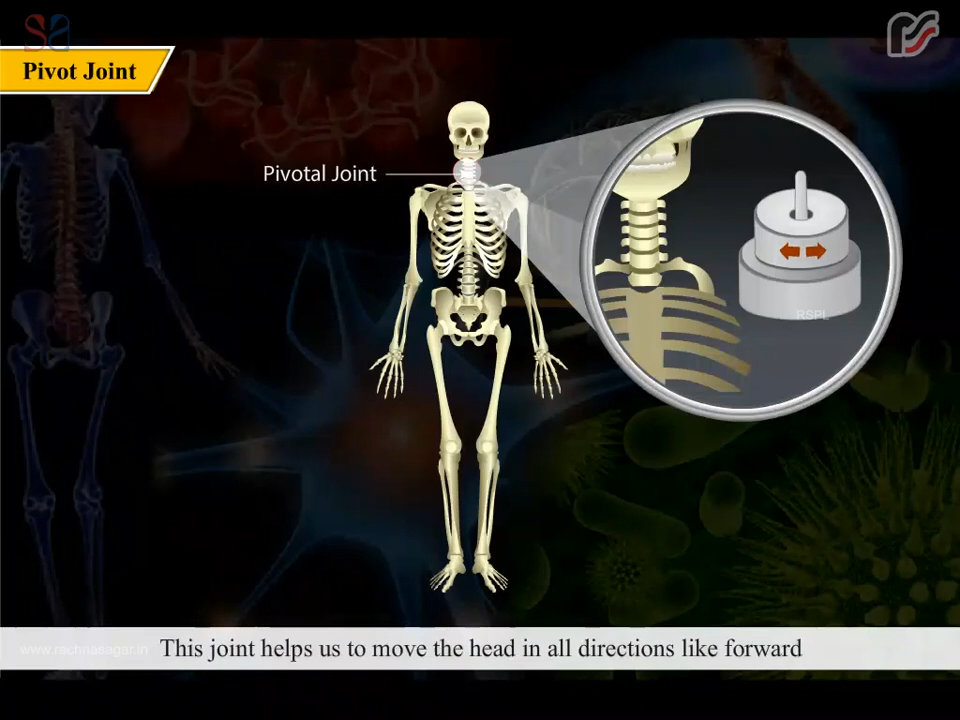 Pivot Joint
Pivotal Joint
RSPL
www.rachnasagar.in
This joint helps us to move the head in all directions like forward